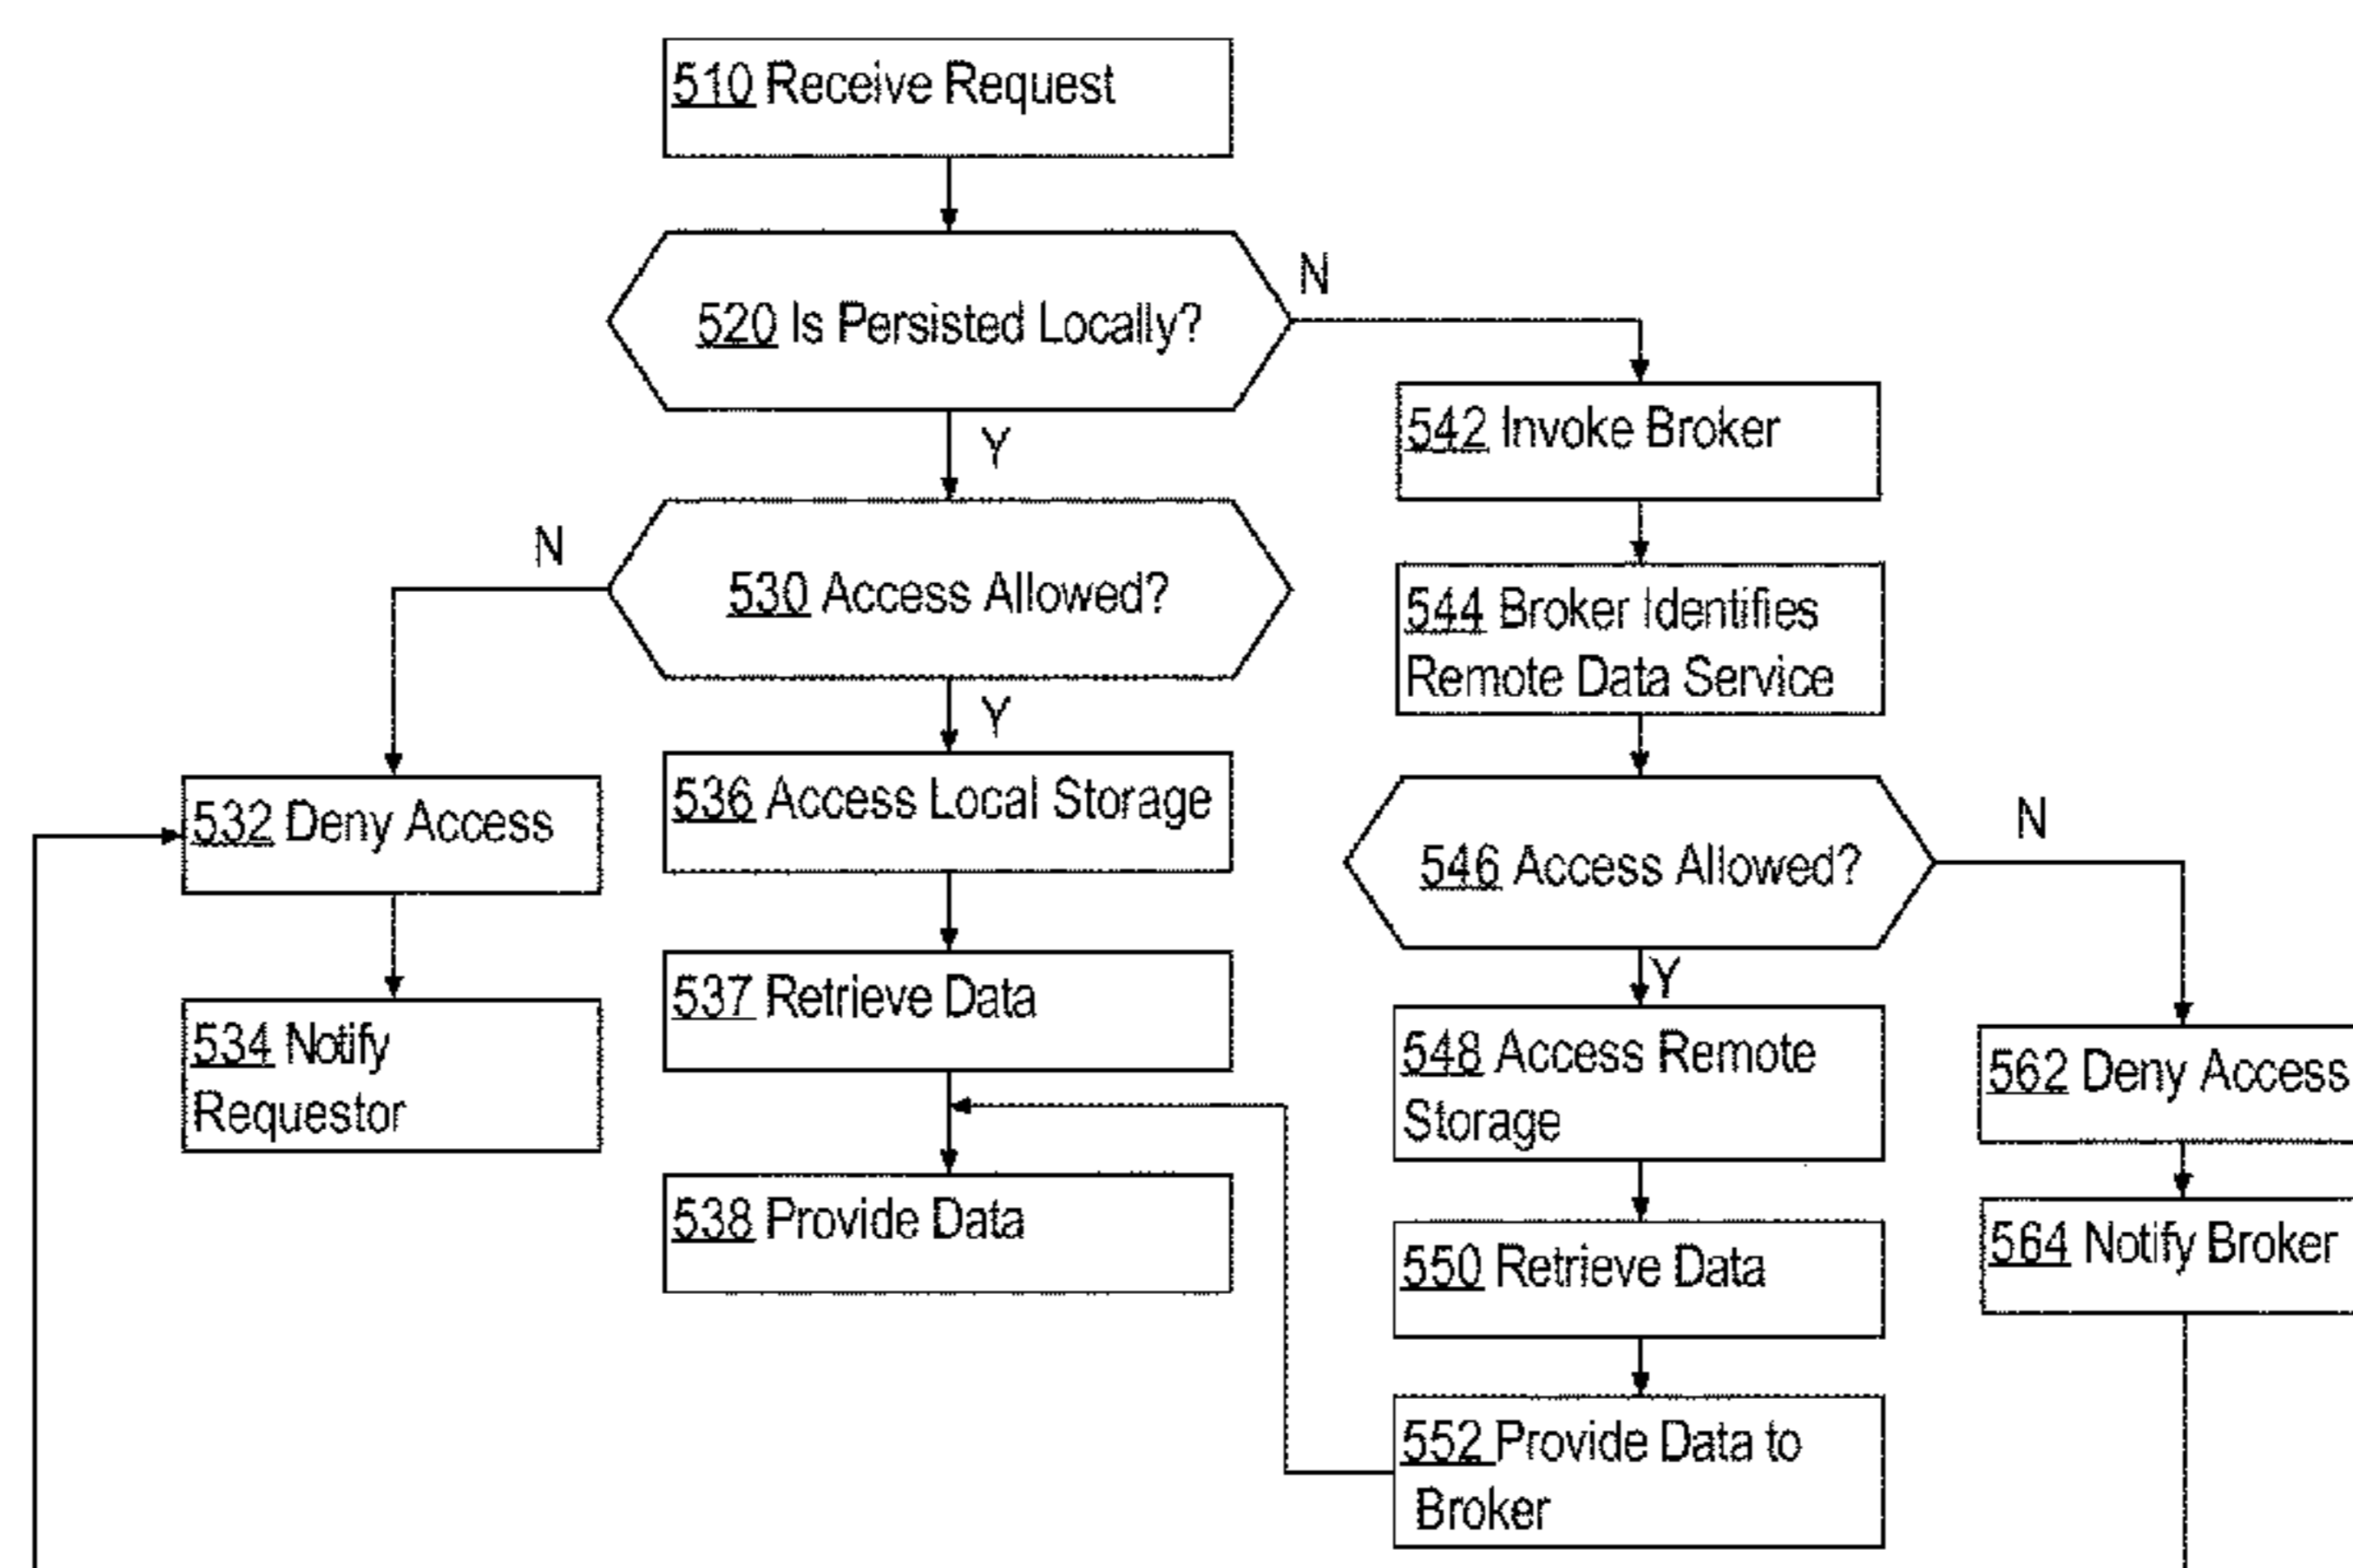 510 Receive Request
520 Is Persisted Locally?
N
Y
542 Invoke Broker
N
530 Access Allowed?
Y
544 Broker Identifies
Remote Data Service
532 Deny Access
536 Access Local Storage
546 Access Allowed?
N
Y
534 Notify
Requestor
537 Retrieve Data
548 Access Remote
Storage
562 Deny Access
538 Provide Data
550 Retrieve Data
564 Notify Broker
552 Provide Data to
Broker